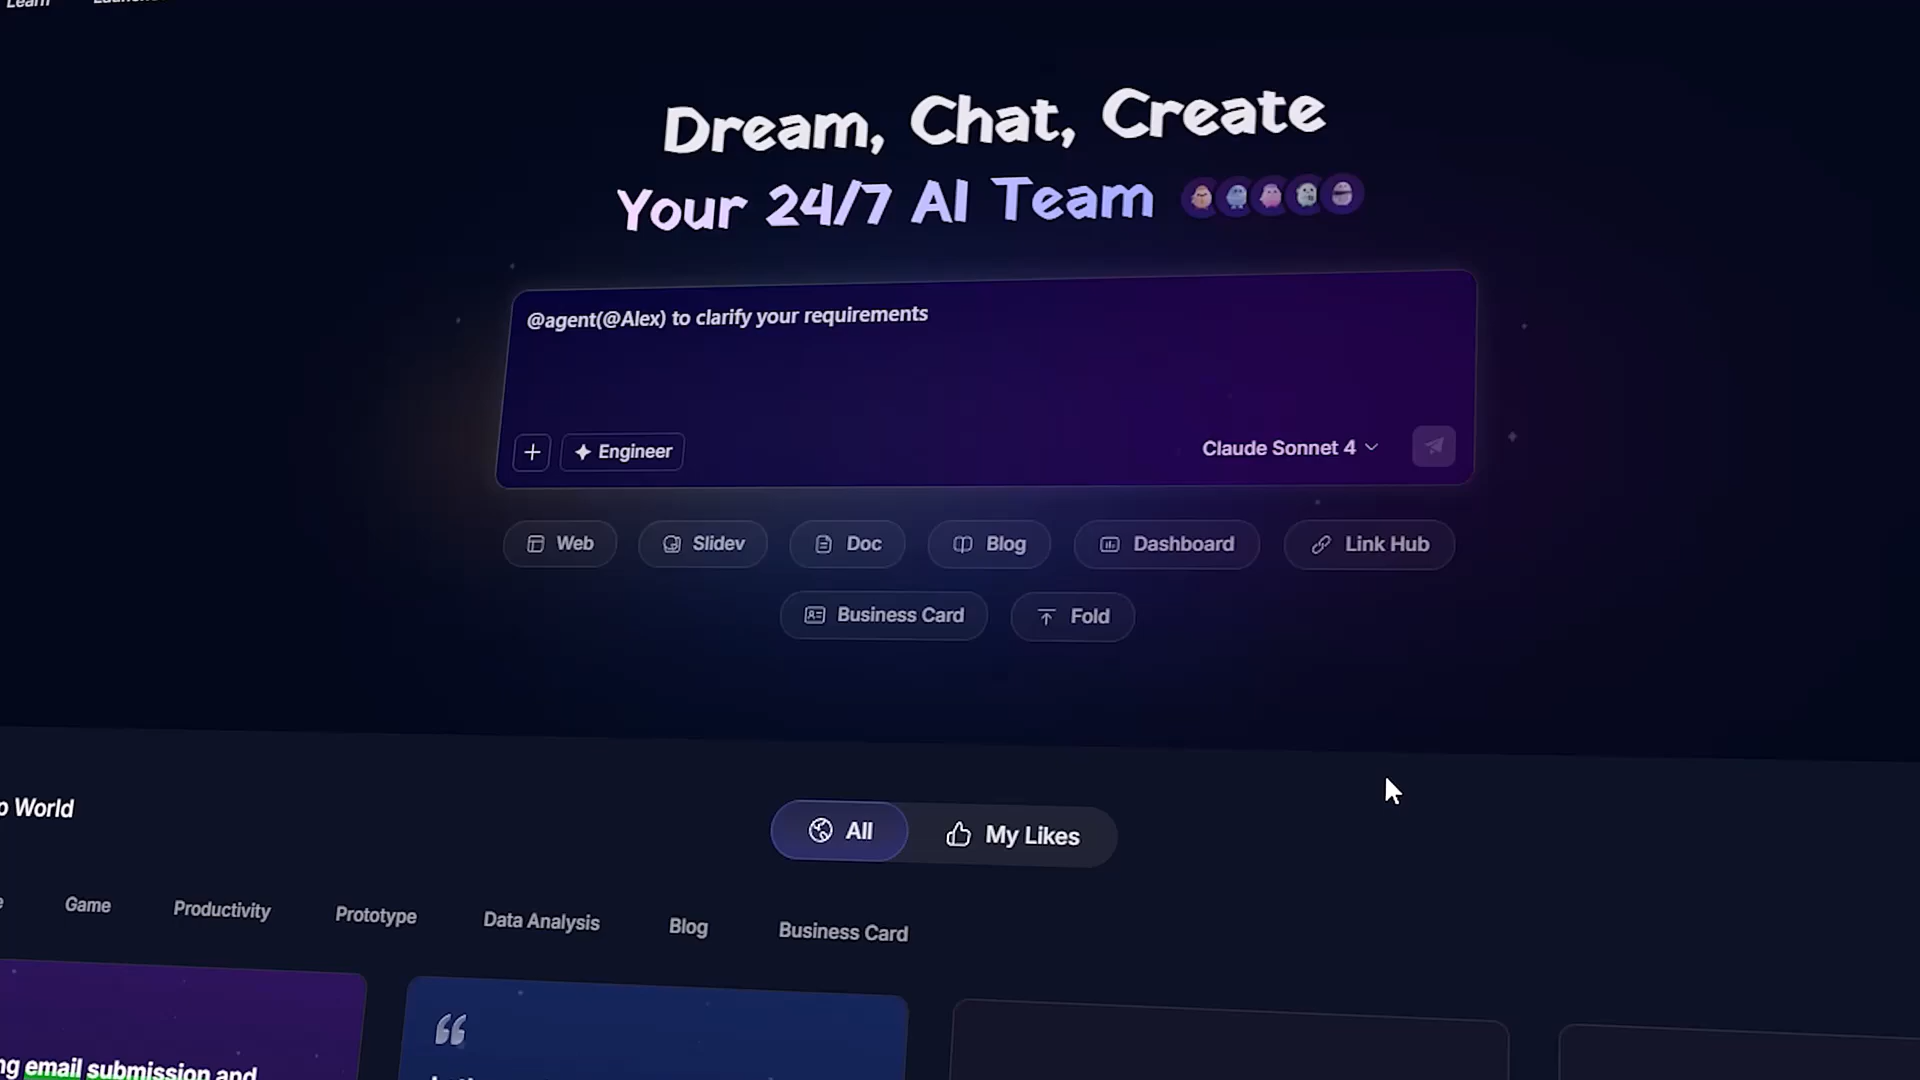 Learn
Dream, Chat, Create
Your 24/7 AI Team
@agent(@Alex) to clarify your requirements
Engineer
Claude Sonnet 4
Web
Slidev
Doc
Blog
Dashboard
Link Hub
Business Card
Fold
World
All
My Likes
Game
Productivity
Prototype
Data Analysis
Blog
Business Card
email submission and